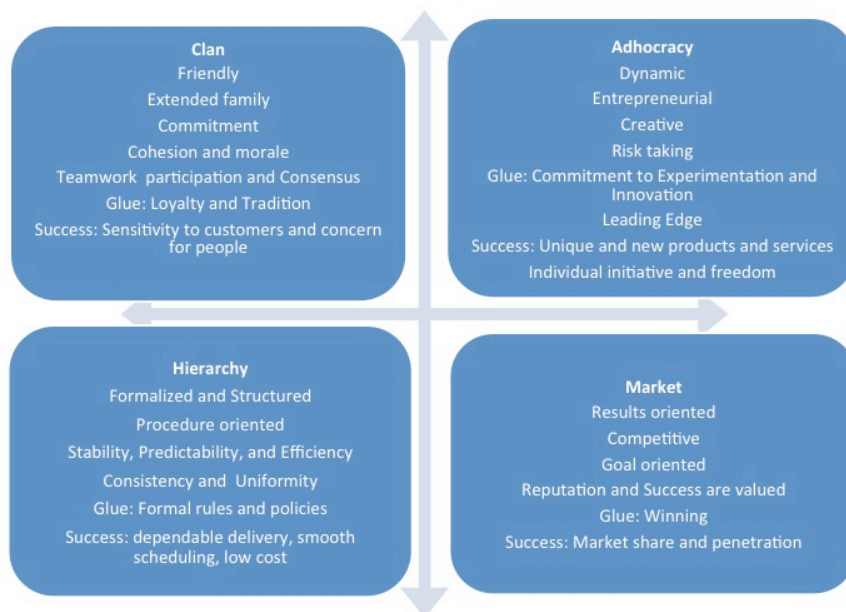 Clan
Friendly
Extended family
Commitment
Cohesion and morale
Teamwork participation and Consensus
Glue: Loyalty and Tradition
Success: Sensitivity to customers and concern
for people
Adhocracy
Dynamic
Entrepreneurial
Creative
Risk taking
Glue: Commitment to Experimentation and
Innovation
Leading Edge
Success: Unique and new products and services
Individual initiative and freedom
Hierarchy
Formalized and Structured
Procedure oriented
Stability, Predictability, and Efficiency
Consistency and Uniformity
Glue: Formal rules and policies
Success: dependable delivery, smooth
scheduling, low cost
Market
Results oriented
Competitive
Goal oriented
Reputation and Success are valued
Glue: Winning
Success: Market share and penetration